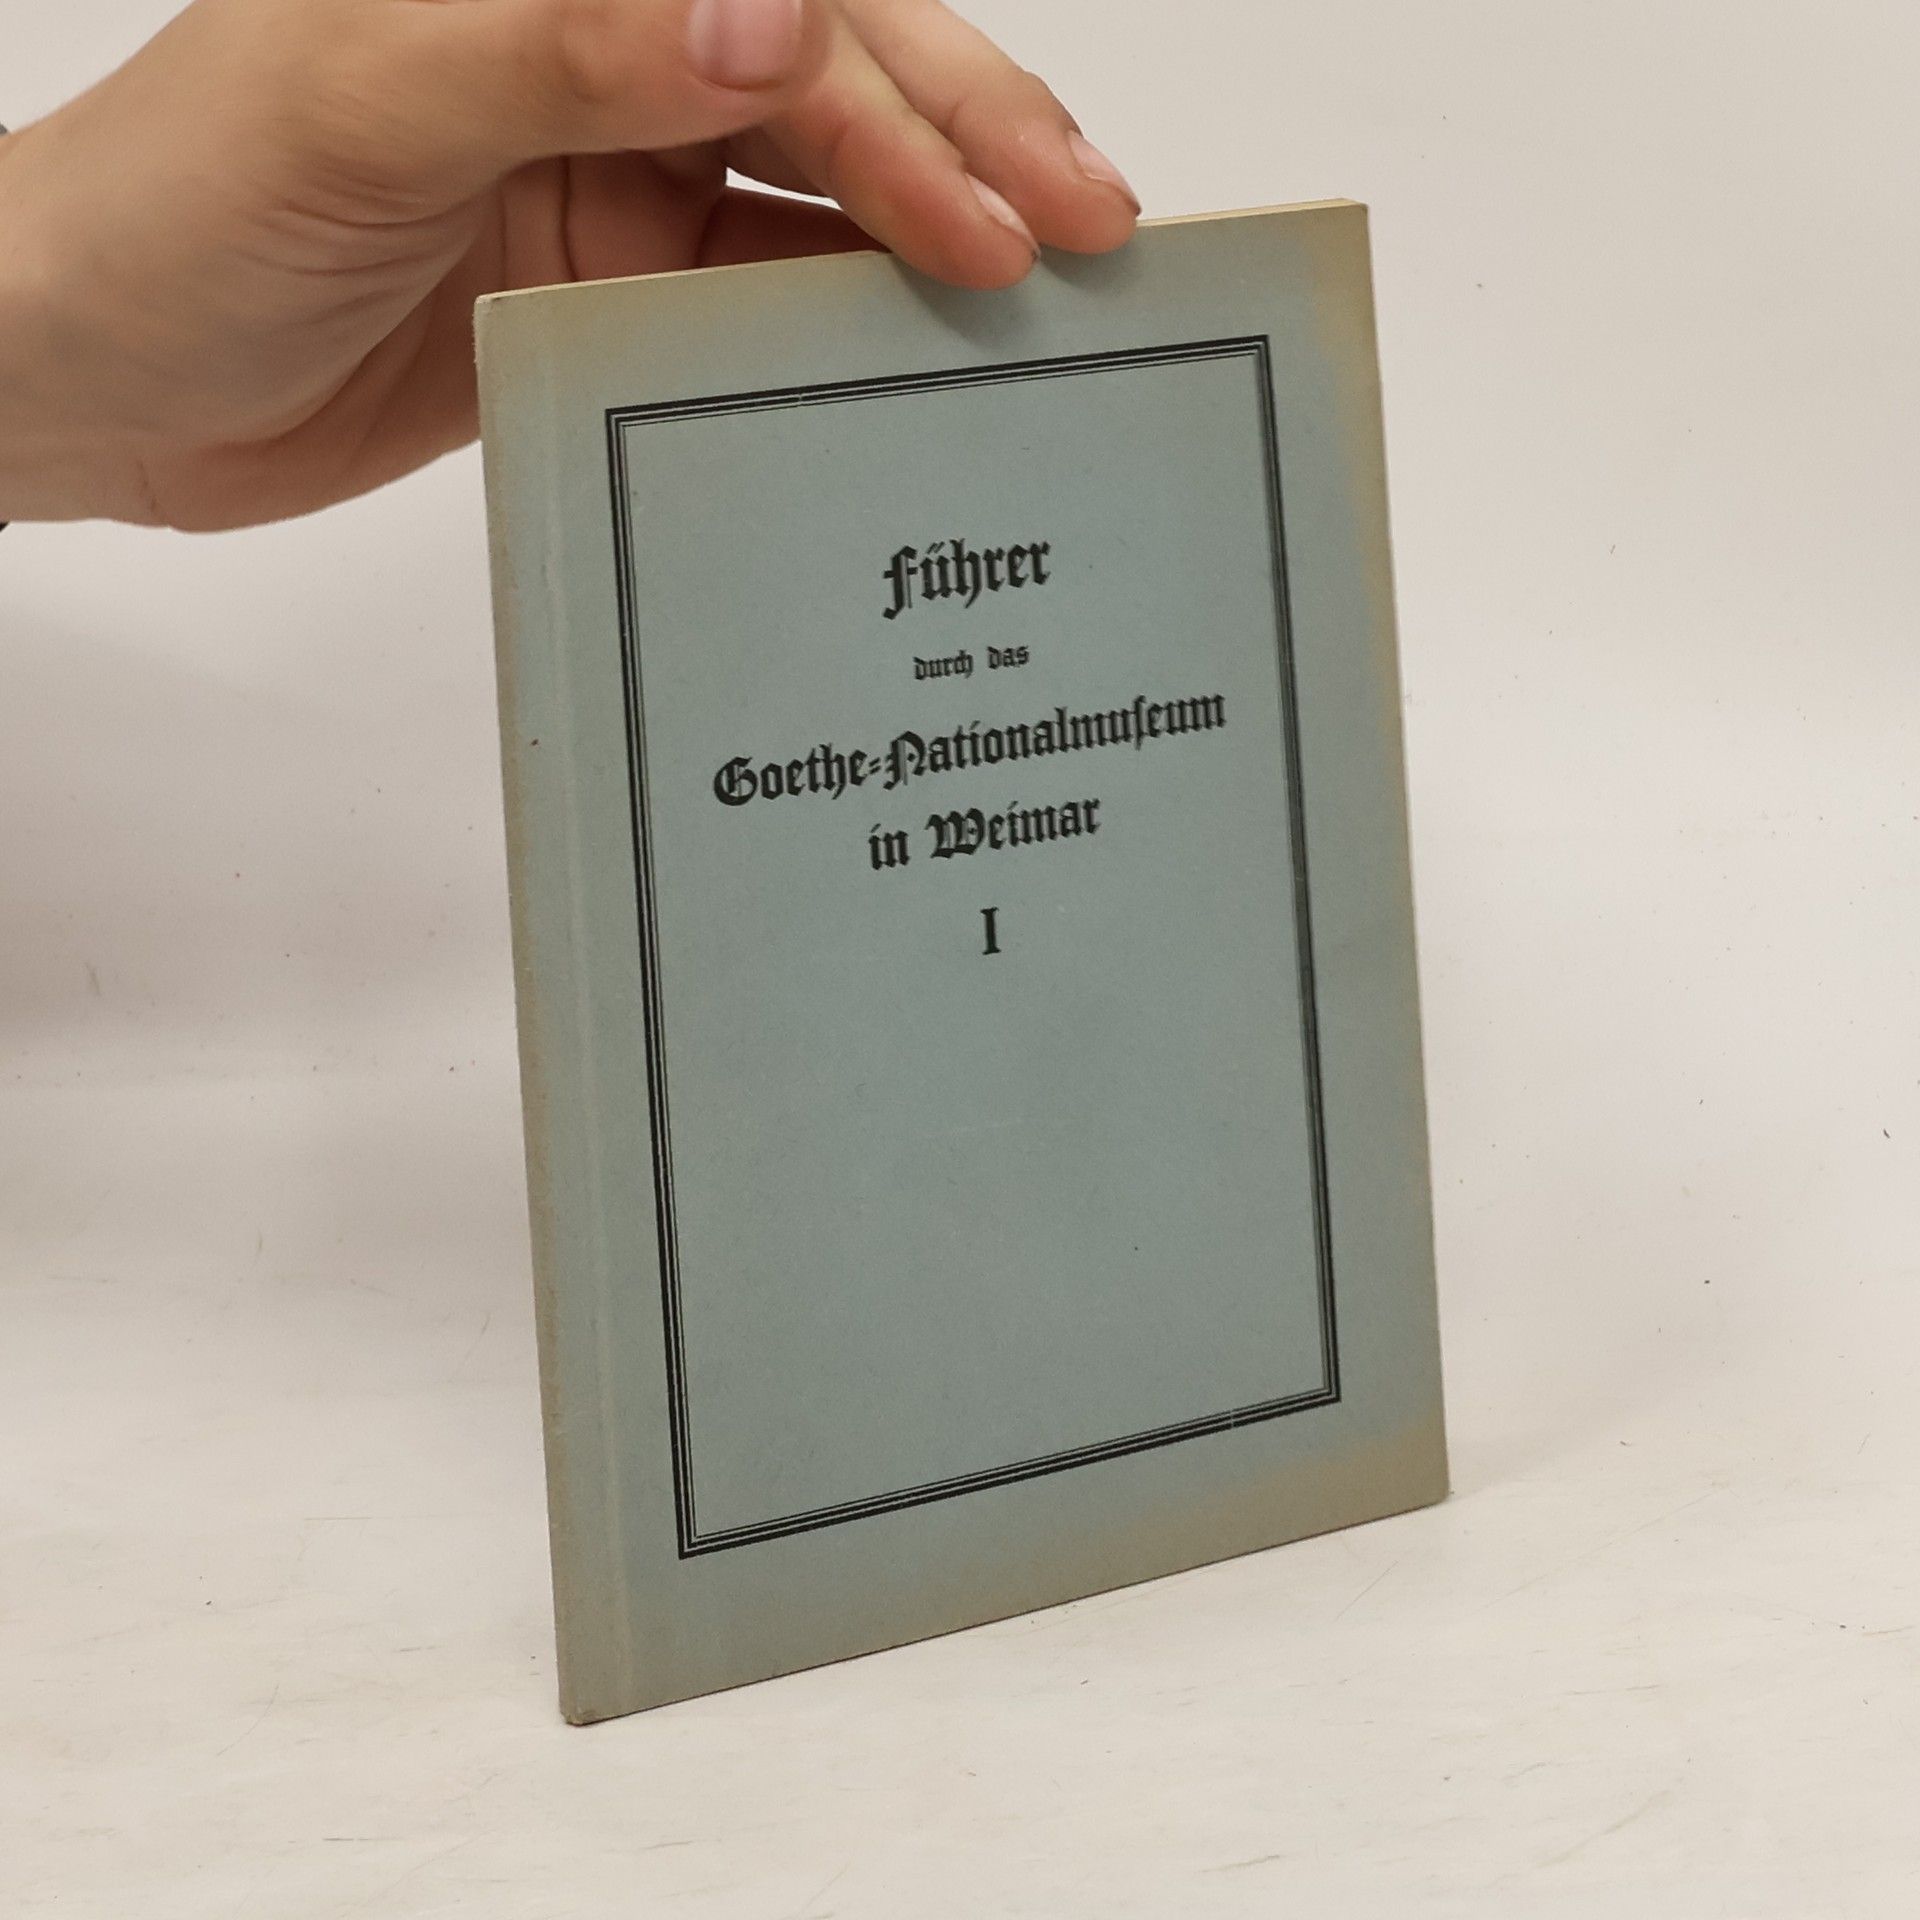 Führer
durch das
Goethe=Nationalmuſeum
in Weimar
I